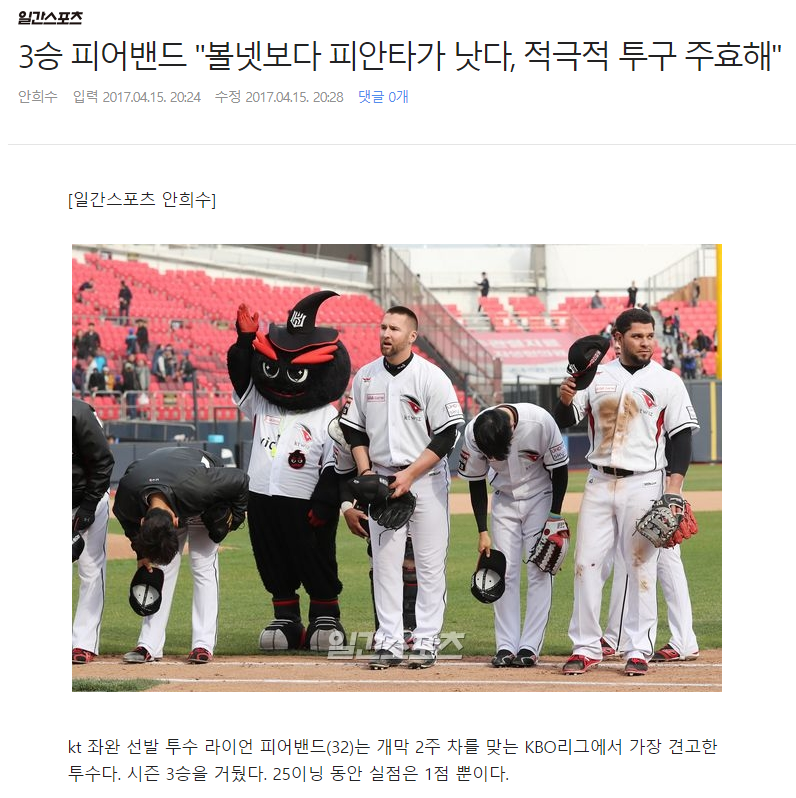 일간스포츠
3승 피어밴드 "볼넷보다 피안타가 낫다, 적극적 투구 주효해"
안희수 입력 2017.04.15. 20:24 수정 2017.04.15. 20:28 댓글 0개
[일간스포츠 안희수]
일간스포츠
kt 좌완 선발 투수 라이언 피어밴드(32)는 개막 2주 차를 맞는 KBO리그에서 가장 견고한
투수다. 시즌 3승을 거뒀다. 25이닝 동안 실점은 1점 뿐이다.